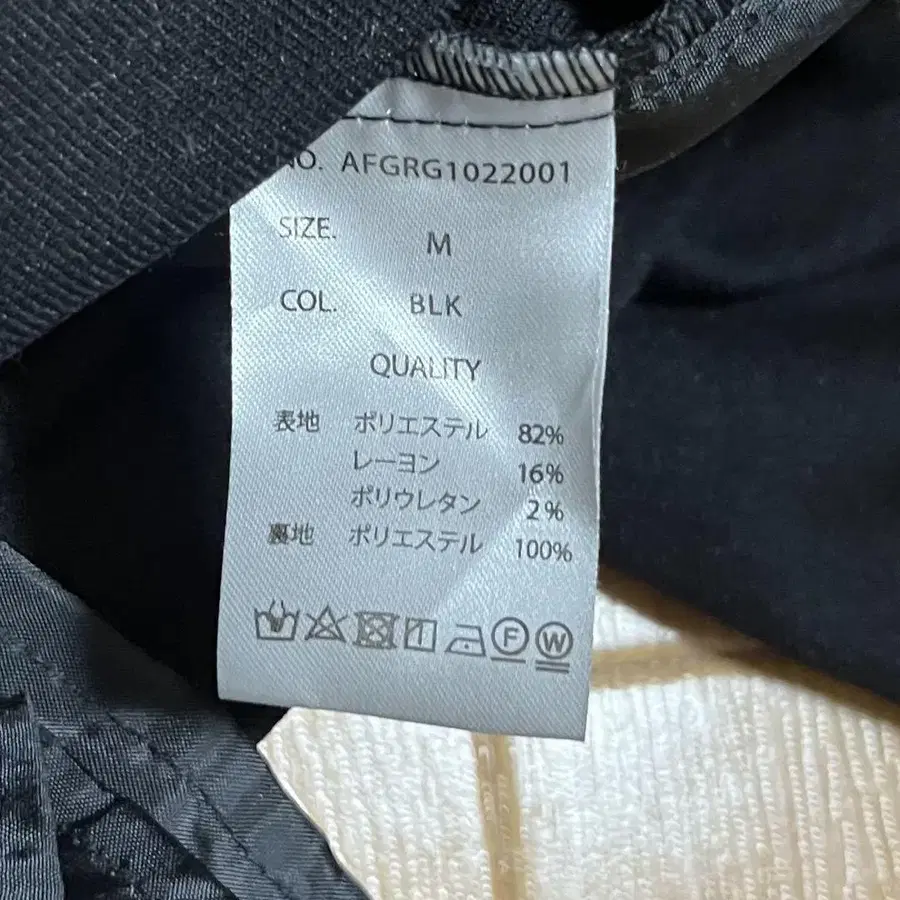 NO. AFGRG1022001
SIZE. M
COL. BLK
QUALITY
表地 ポリエステル 82%
レーヨン 16%
ポリウレタン 2%
裏地 ポリエステル 100%
F W